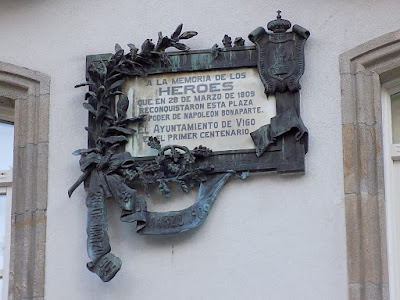 A LA MEMORIA DE LOS
HEROES
QUE EN 28 DE MARZO DE 1809
RECONQUISTARON ESTA PLAZA
PODER DE NAPOLEON BONAPARTE.
EL AYUNTAMIENTO DE VIGO
EL PRIMER CENTENARIO